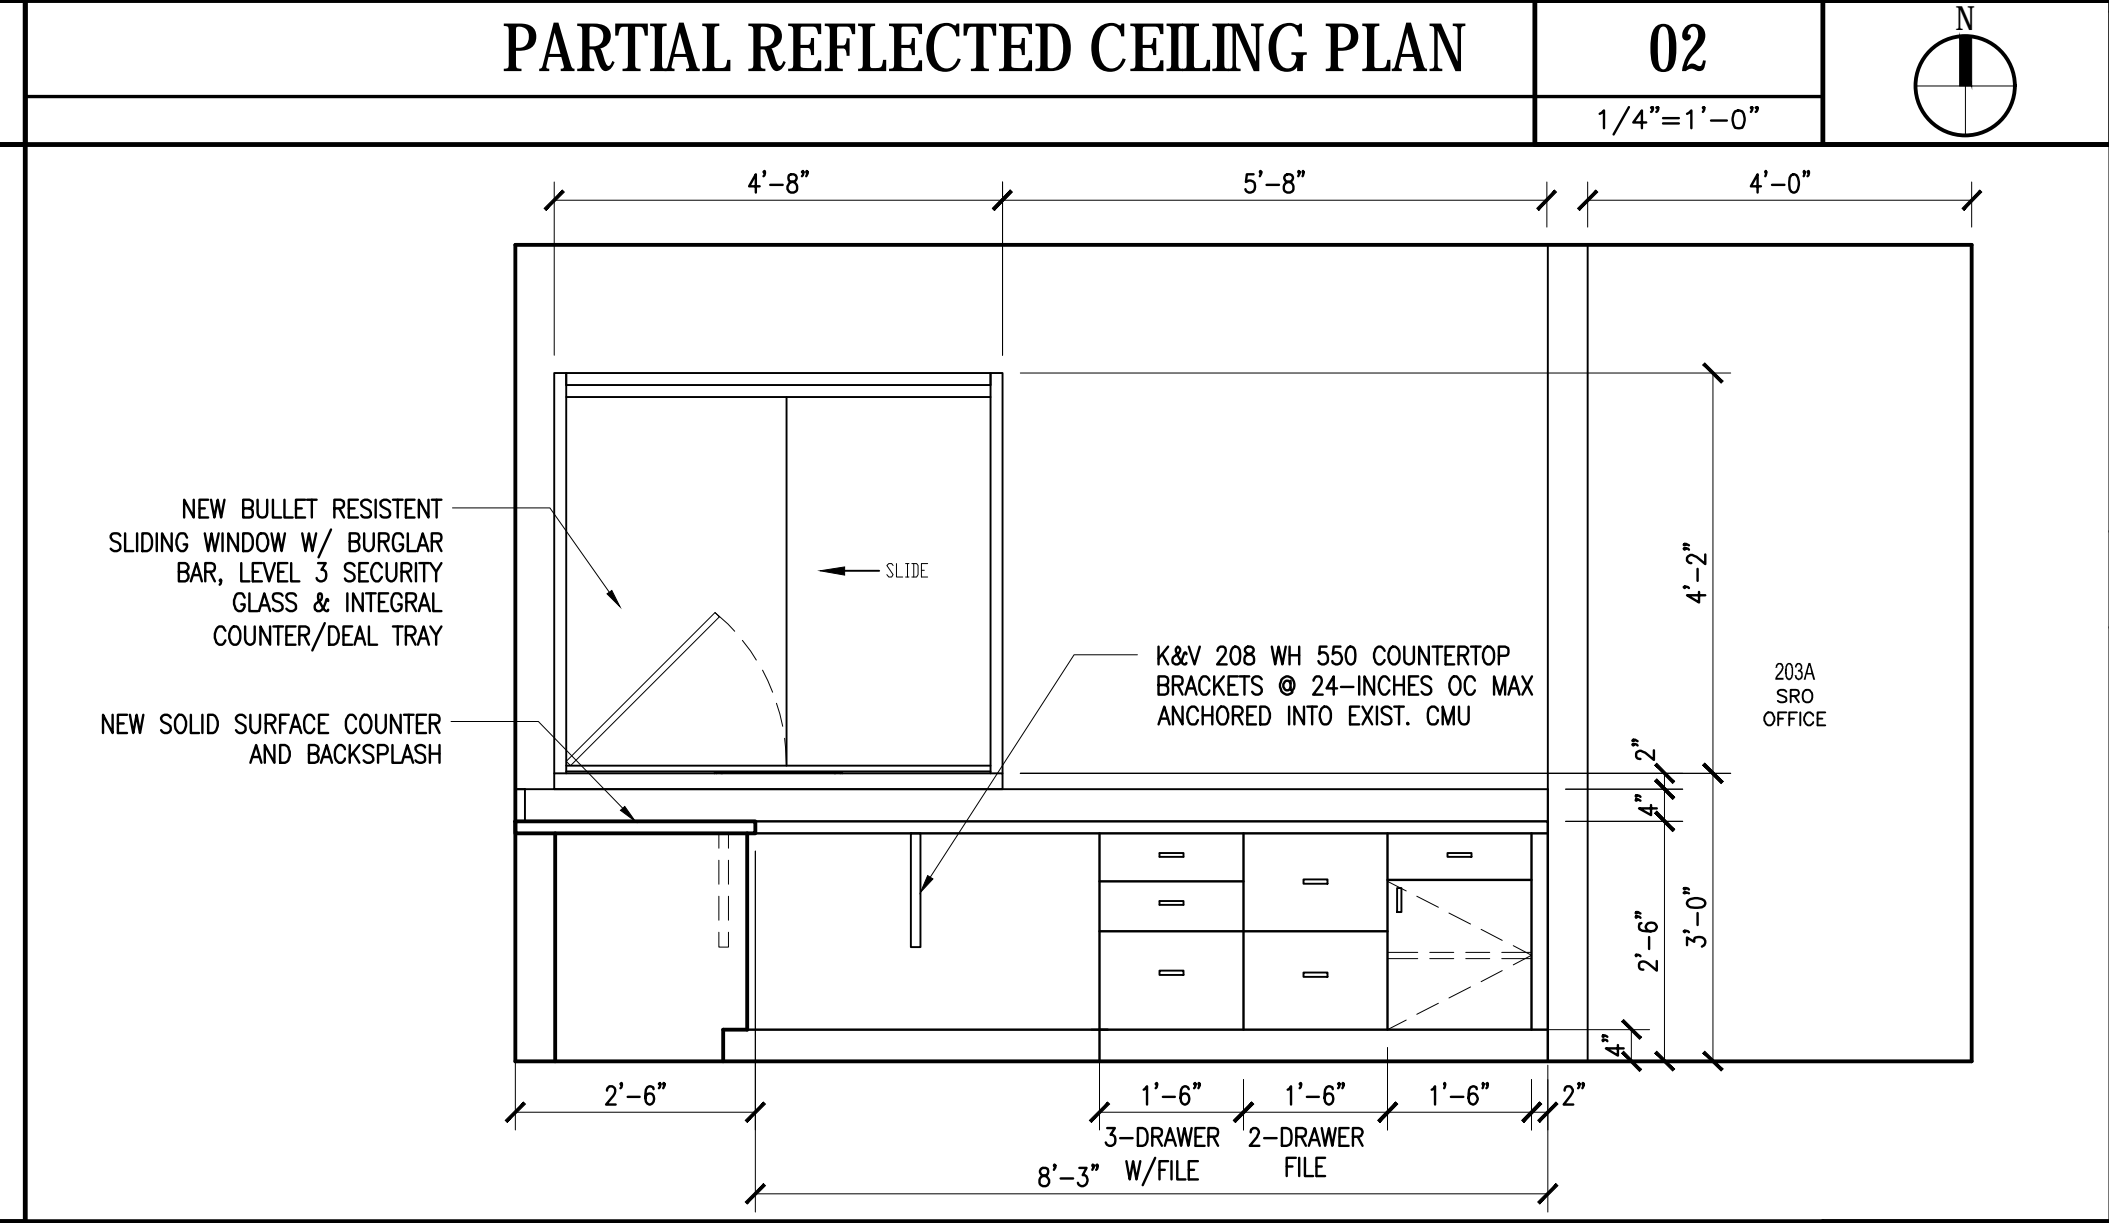 PARTIAL REFLECTED CEILING PLAN
02
N
1/4"=1'-0"
4'-8"
5'-8"
4'-0"
NEW BULLET RESISTENT
SLIDING WINDOW W/ BURGLAR
BAR, LEVEL 3 SECURITY
GLASS & INTEGRAL
COUNTER/DEAL TRAY
SLIDE
4'-2"
K&V 208 WH 550 COUNTERTOP
BRACKETS @ 24-INCHES OC MAX
ANCHORED INTO EXIST. CMU
203A
SRO
OFFICE
NEW SOLID SURFACE COUNTER
AND BACKSPLASH
2"
4"
2'-6"
3'-0"
4"
2'-6"
1'-6"
1'-6"
1'-6"
2"
3-DRAWER
W/FILE
2-DRAWER
FILE
8'-3"